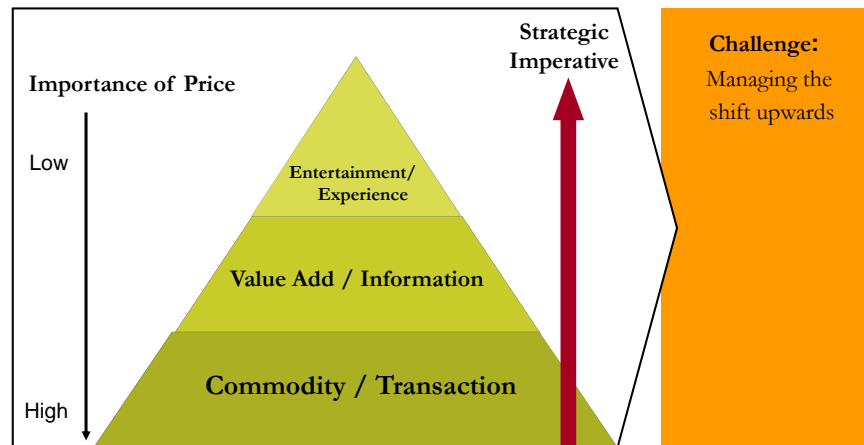 Importance of Price
Low
High
Entertainment/
Experience
Value Add / Information
Commodity / Transaction
Strategic
Imperative
Challenge:
Managing the
shift upwards